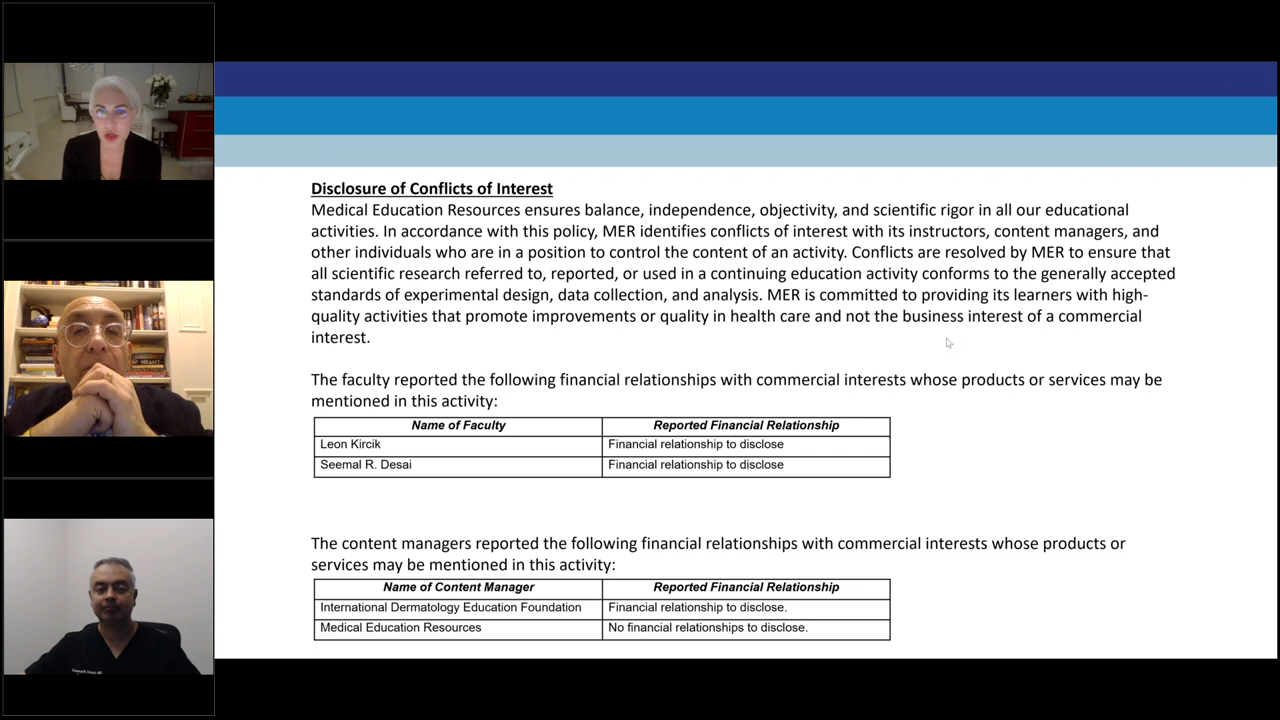 Disclosure of Conflicts of Interest
Medical Education Resources ensures balance, independence, objectivity, and scientific rigor in all our educational
activities. In accordance with this policy, MER identifies conflicts of interest with its instructors, content managers, and
other individuals who are in a position to control the content of an activity. Conflicts are resolved by MER to ensure that
all scientific research referred to, reported, or used in a continuing education activity conforms to the generally accepted
standards of experimental design, data collection, and analysis. MER is committed to providing its learners with high-
quality activities that promote improvements or quality in health care and not the business interest of a commercial
interest.
The faculty reported the following financial relationships with commercial interests whose products or services may be
mentioned in this activity:
Name of Faculty Reported Financial Relationship
Leon Kircik Financial relationship to disclose
Seemal R. Desai Financial relationship to disclose
The content managers reported the following financial relationships with commercial interests whose products or
services may be mentioned in this activity:
Name of Content Manager Reported Financial Relationship
International Dermatology Education Foundation Financial relationship to disclose.
Medical Education Resources No financial relationships to disclose.